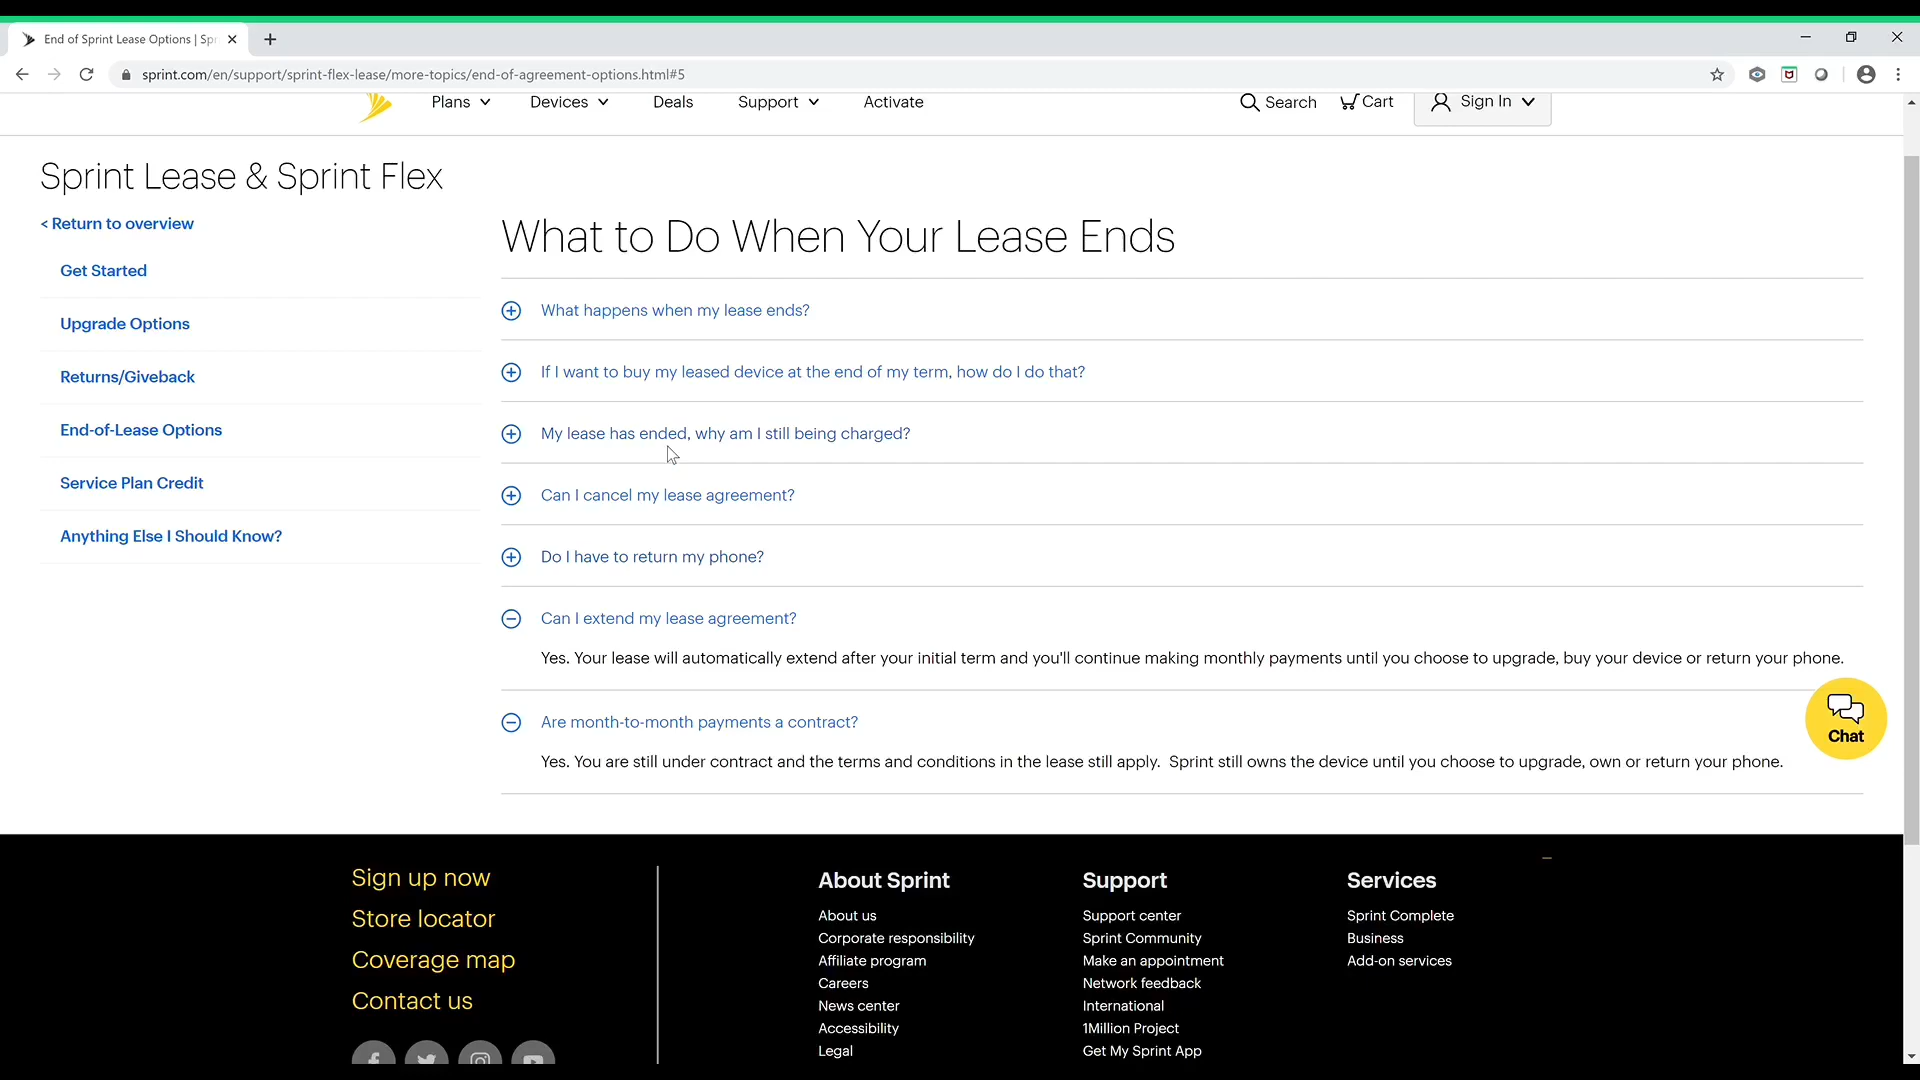 End of Sprint Lease Options | Spr
sprint.com/en/support/sprint-flex-lease/more-topics/end-of-agreement-options.html#5
Plans Devices Deals Support Activate Search Cart Sign In
Sprint Lease & Sprint Flex
< Return to overview
Get Started
Upgrade Options
Returns/Giveback
End-of-Lease Options
Service Plan Credit
Anything Else I Should Know?
What to Do When Your Lease Ends
What happens when my lease ends?
If I want to buy my leased device at the end of my term, how do I do that?
My lease has ended, why am I still being charged?
Can I cancel my lease agreement?
Do I have to return my phone?
Can I extend my lease agreement?
Yes. Your lease will automatically extend after your initial term and you'll continue making monthly payments until you choose to upgrade, buy your device or return your phone.
Are month-to-month payments a contract?
Yes. You are still under contract and the terms and conditions in the lease still apply. Sprint still owns the device until you choose to upgrade, own or return your phone.
Chat
Sign up now
Store locator
Coverage map
Contact us
About Sprint
About us
Corporate responsibility
Affiliate program
Careers
News center
Accessibility
Legal
Support
Support center
Sprint Community
Make an appointment
Network feedback
International
1Million Project
Get My Sprint App
Services
Sprint Complete
Business
Add-on services